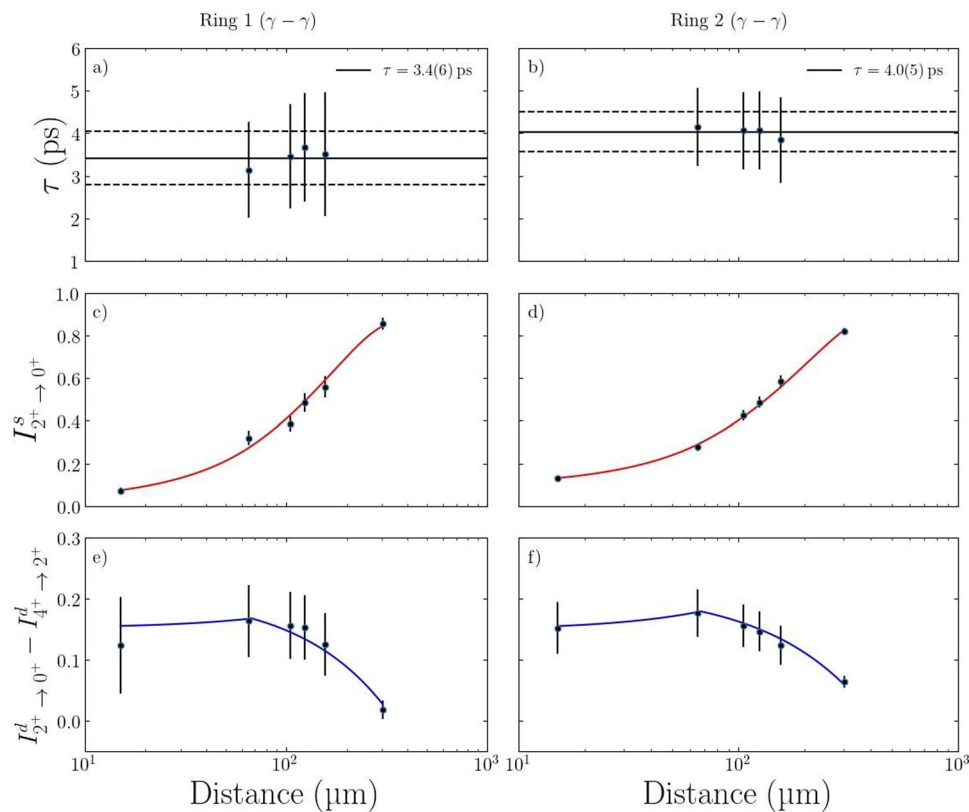 Ring 1 (γ − γ)
Ring 2 (γ − γ)
a)
τ = 3.4(6) ps
b)
τ = 4.0(5) ps
6
5
4
3
2
1
τ (ps)
c)
d)
1.0
0.8
0.6
0.4
0.2
0.0
I^s_{2^+ → 0^+}
e)
f)
0.3
0.2
0.1
0.0
I^d_{2^+ → 0^+} − I^d_{4^+ → 2^+}
10^1 10^2 10^3
10^1 10^2 10^3
Distance (µm)
Distance (µm)